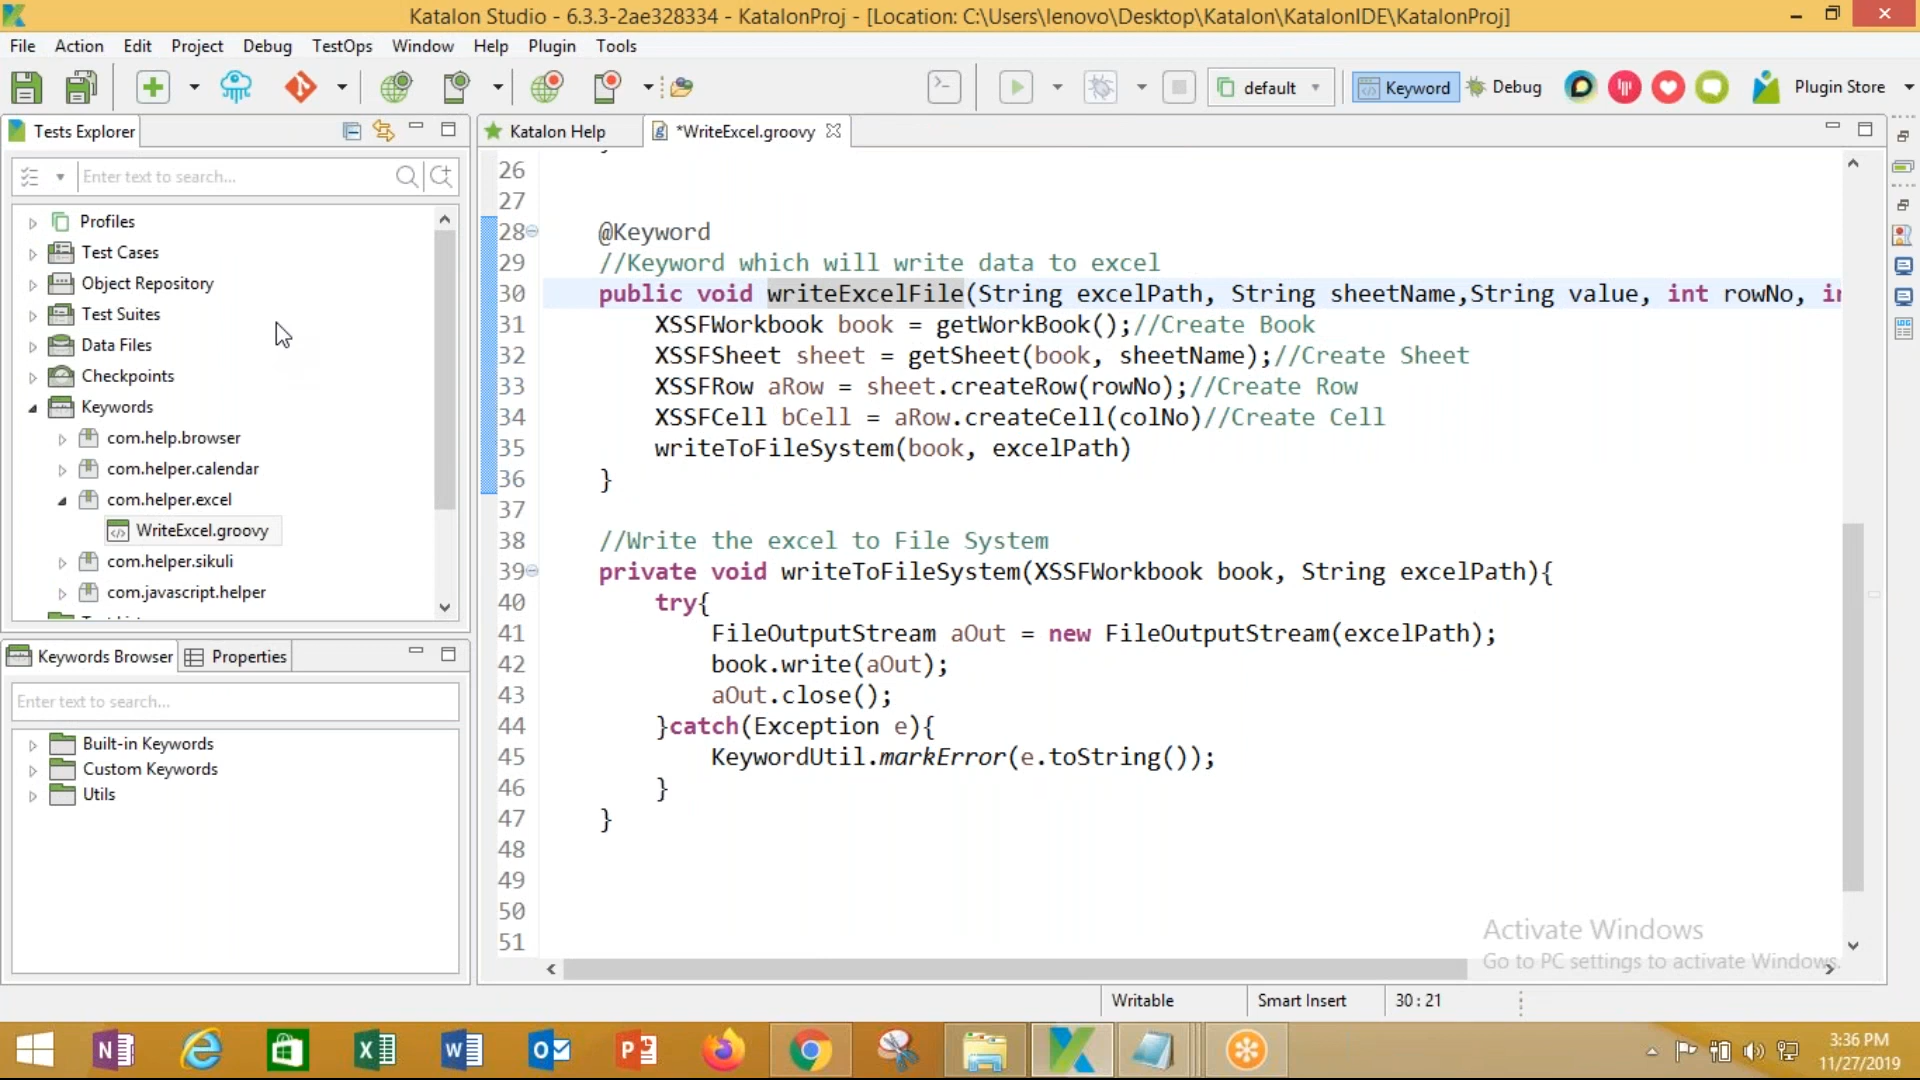 Katalon Studio - 6.3.3-2ae328334 - KatalonProj - [Location: C:\Users\lenovo\Desktop\Katalon\KatalonIDE\KatalonProj]
File Action Edit Project Debug TestOps Window Help Plugin Tools
default Keyword Debug Plugin Store
Tests Explorer
Enter text to search...
Profiles
Test Cases
Object Repository
Test Suites
Data Files
Checkpoints
Keywords
com.help.browser
com.helper.calendar
com.helper.excel
WriteExcel.groovy
com.helper.sikuli
com.javascript.helper
Keywords Browser Properties
Enter text to search...
Built-in Keywords
Custom Keywords
Utils
Katalon Help *WriteExcel.groovy
26
27
28 @Keyword
29 //Keyword which will write data to excel
30 public void writeExcelFile(String excelPath, String sheetName,String value, int rowNo, in
31 XSSFWorkbook book = getWorkBook();//Create Book
32 XSSFSheet sheet = getSheet(book, sheetName);//Create Sheet
33 XSSFRow aRow = sheet.createRow(rowNo);//Create Row
34 XSSFCell bCell = aRow.createCell(colNo)//Create Cell
35 writeToFileSystem(book, excelPath)
36 }
37
38 //Write the excel to File System
39 private void writeToFileSystem(XSSFWorkbook book, String excelPath){
40 try{
41 FileOutputStream aOut = new FileOutputStream(excelPath);
42 book.write(aOut);
43 aOut.close();
44 }catch(Exception e){
45 KeywordUtil.markError(e.toString());
46 }
47 }
48
49
50
51
Activate Windows
Go to PC settings to activate Windows.
Writable Smart Insert 30 : 21
3:36 PM
11/27/2019